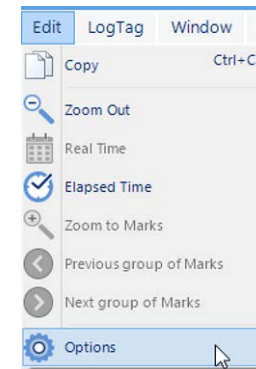 Edit LogTag Window
Copy Ctrl+C
Zoom Out
Real Time
Elapsed Time
Zoom to Marks
Previous group of Marks
Next group of Marks
Options